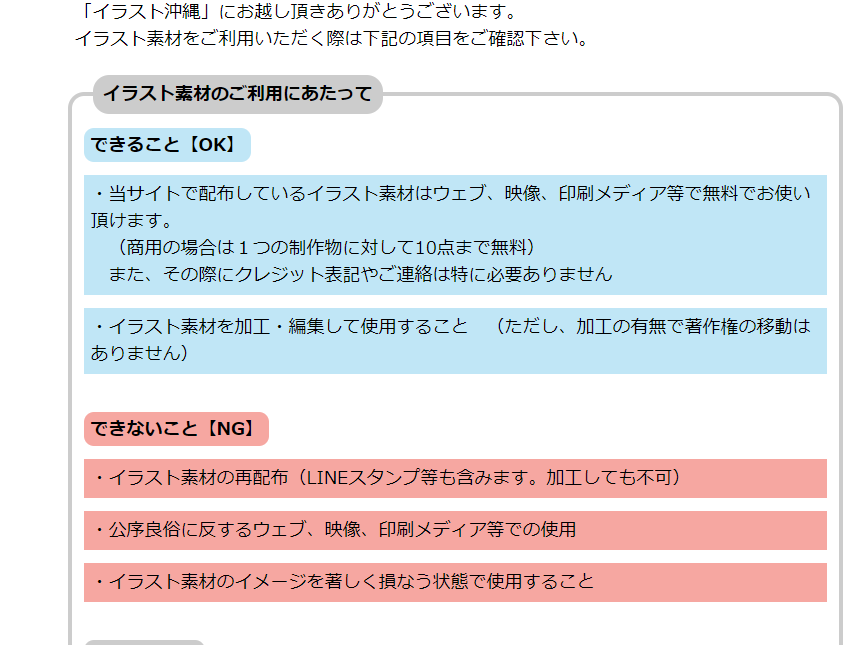 「イラスト沖縄」にお越し頂きありがとうございます。
イラスト素材をご利用いただく際は下記の項目をご確認下さい。
イラスト素材のご利用にあたって
できること【OK】
・当サイトで配布しているイラスト素材はウェブ、映像、印刷メディア等で無料でお使い
頂けます。
（商用の場合は１つの制作物に対して10点まで無料）
また、その際にクレジット表記やご連絡は特に必要ありません
・イラスト素材を加工・編集して使用すること　（ただし、加工の有無で著作権の移動は
ありません）
できないこと【NG】
・イラスト素材の再配布（LINEスタンプ等も含みます。加工しても不可）
・公序良俗に反するウェブ、映像、印刷メディア等での使用
・イラスト素材のイメージを著しく損なう状態で使用すること